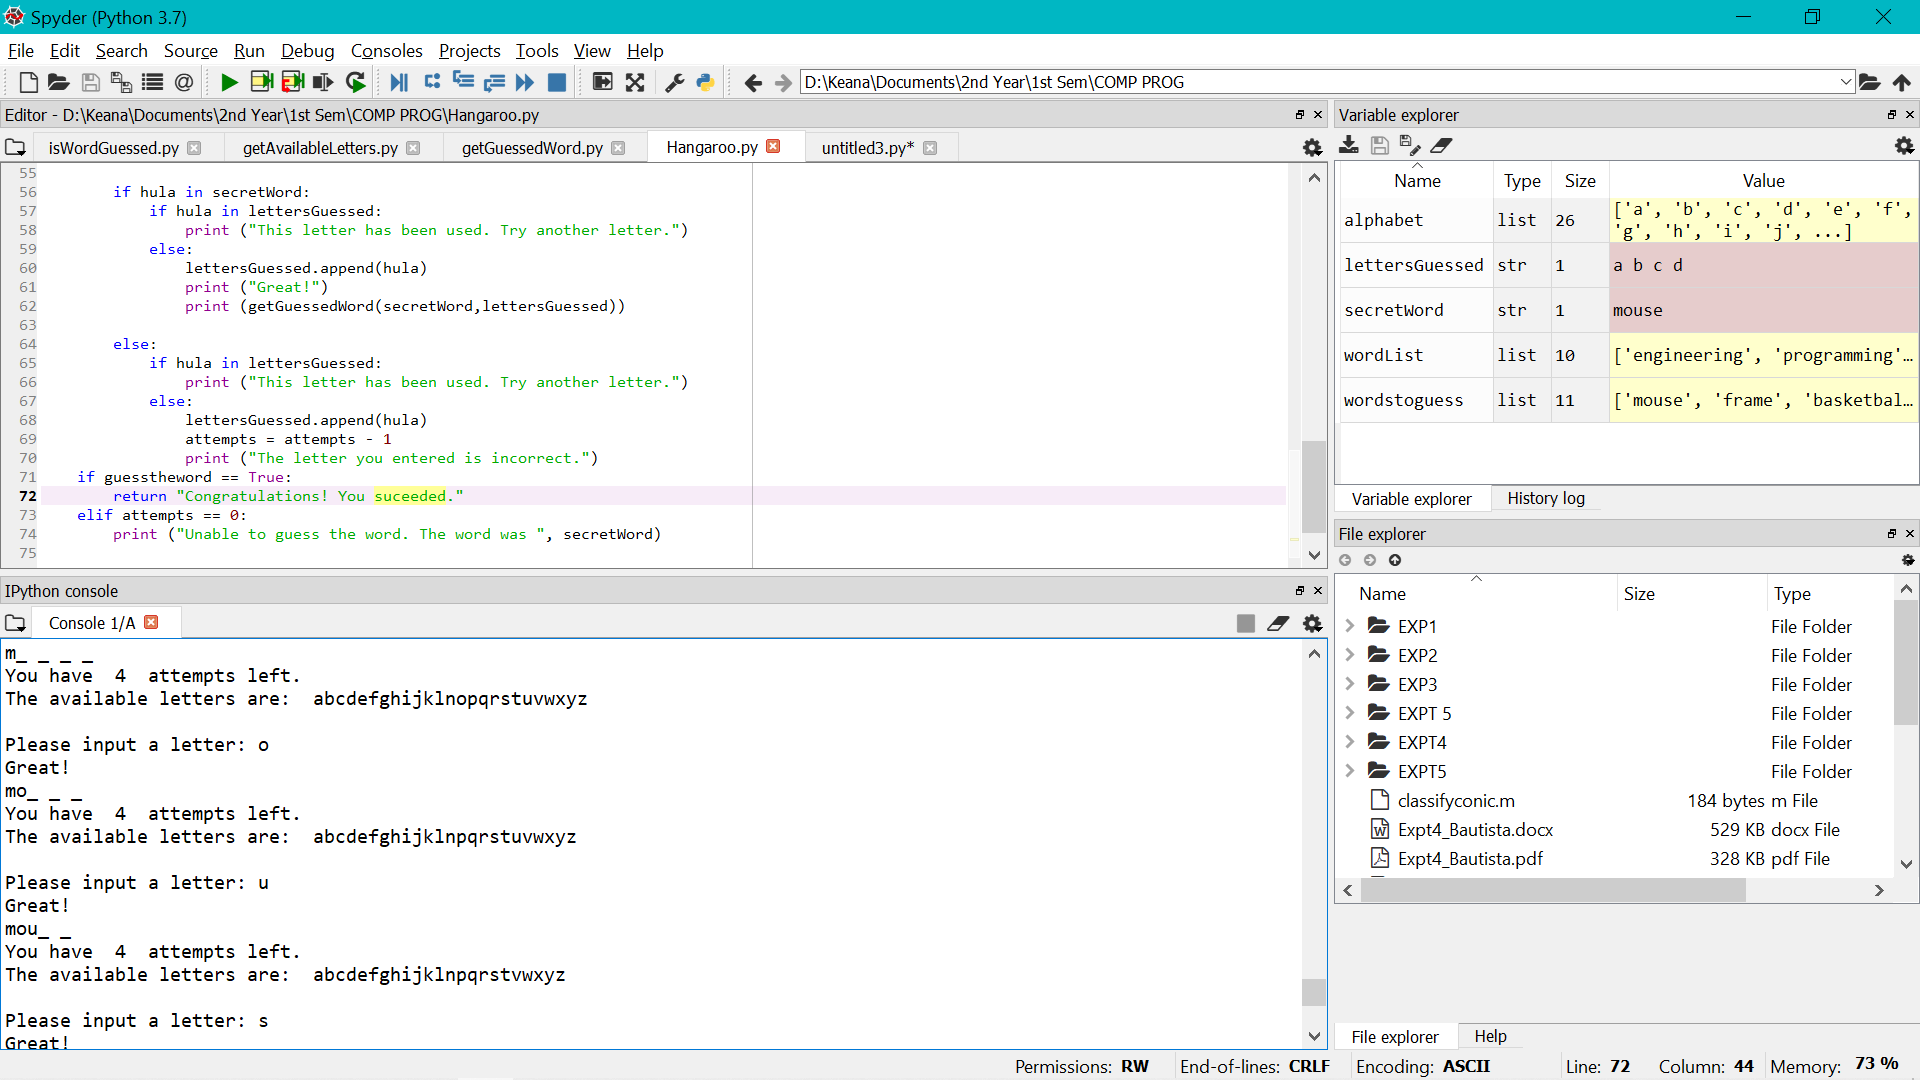 Spyder (Python 3.7)
File Edit Search Source Run Debug Consoles Projects Tools View Help
D:\Keana\Documents\2nd Year\1st Sem\COMP PROG
Editor - D:\Keana\Documents\2nd Year\1st Sem\COMP PROG\Hangaroo.py
isWordGuessed.py getAvailableLetters.py getGuessedWord.py Hangaroo.py untitled3.py*
55
56 if hula in secretWord:
57 if hula in lettersGuessed:
58 print ("This letter has been used. Try another letter.")
59 else:
60 lettersGuessed.append(hula)
61 print ("Great!")
62 print (getGuessedWord(secretWord,lettersGuessed))
63
64 else:
65 if hula in lettersGuessed:
66 print ("This letter has been used. Try another letter.")
67 else:
68 lettersGuessed.append(hula)
69 attempts = attempts - 1
70 print ("The letter you entered is incorrect.")
71 if guesstheword == True:
72 return "Congratulations! You suceeded."
73 elif attempts == 0:
74 print ("Unable to guess the word. The word was ", secretWord)
75
IPython console
Console 1/A
m_ _ _ _
You have  4  attempts left.
The available letters are:  abcdefghijklnopqrstuvwxyz
Please input a letter: o
Great!
mo_ _ _
You have  4  attempts left.
The available letters are:  abcdefghijklnpqrstuvwxyz
Please input a letter: u
Great!
mou_ _
You have  4  attempts left.
The available letters are:  abcdefghijklnpqrstvwxyz
Please input a letter: s
Great!
Variable explorer
Name Type Size Value
alphabet list 26 ['a', 'b', 'c', 'd', 'e', 'f',
'g', 'h', 'i', 'j', ...]
lettersGuessed str 1 a b c d
secretWord str 1 mouse
wordList list 10 ['engineering', 'programming'...
wordstoguess list 11 ['mouse', 'frame', 'basketbal...
Variable explorer History log
File explorer
Name Size Type
EXP1 File Folder
EXP2 File Folder
EXP3 File Folder
EXPT 5 File Folder
EXPT4 File Folder
EXPT5 File Folder
classifyconic.m 184 bytes m File
Expt4_Bautista.docx 529 KB docx File
Expt4_Bautista.pdf 328 KB pdf File
File explorer Help
Permissions: RW End-of-lines: CRLF Encoding: ASCII Line: 72 Column: 44 Memory: 73 %